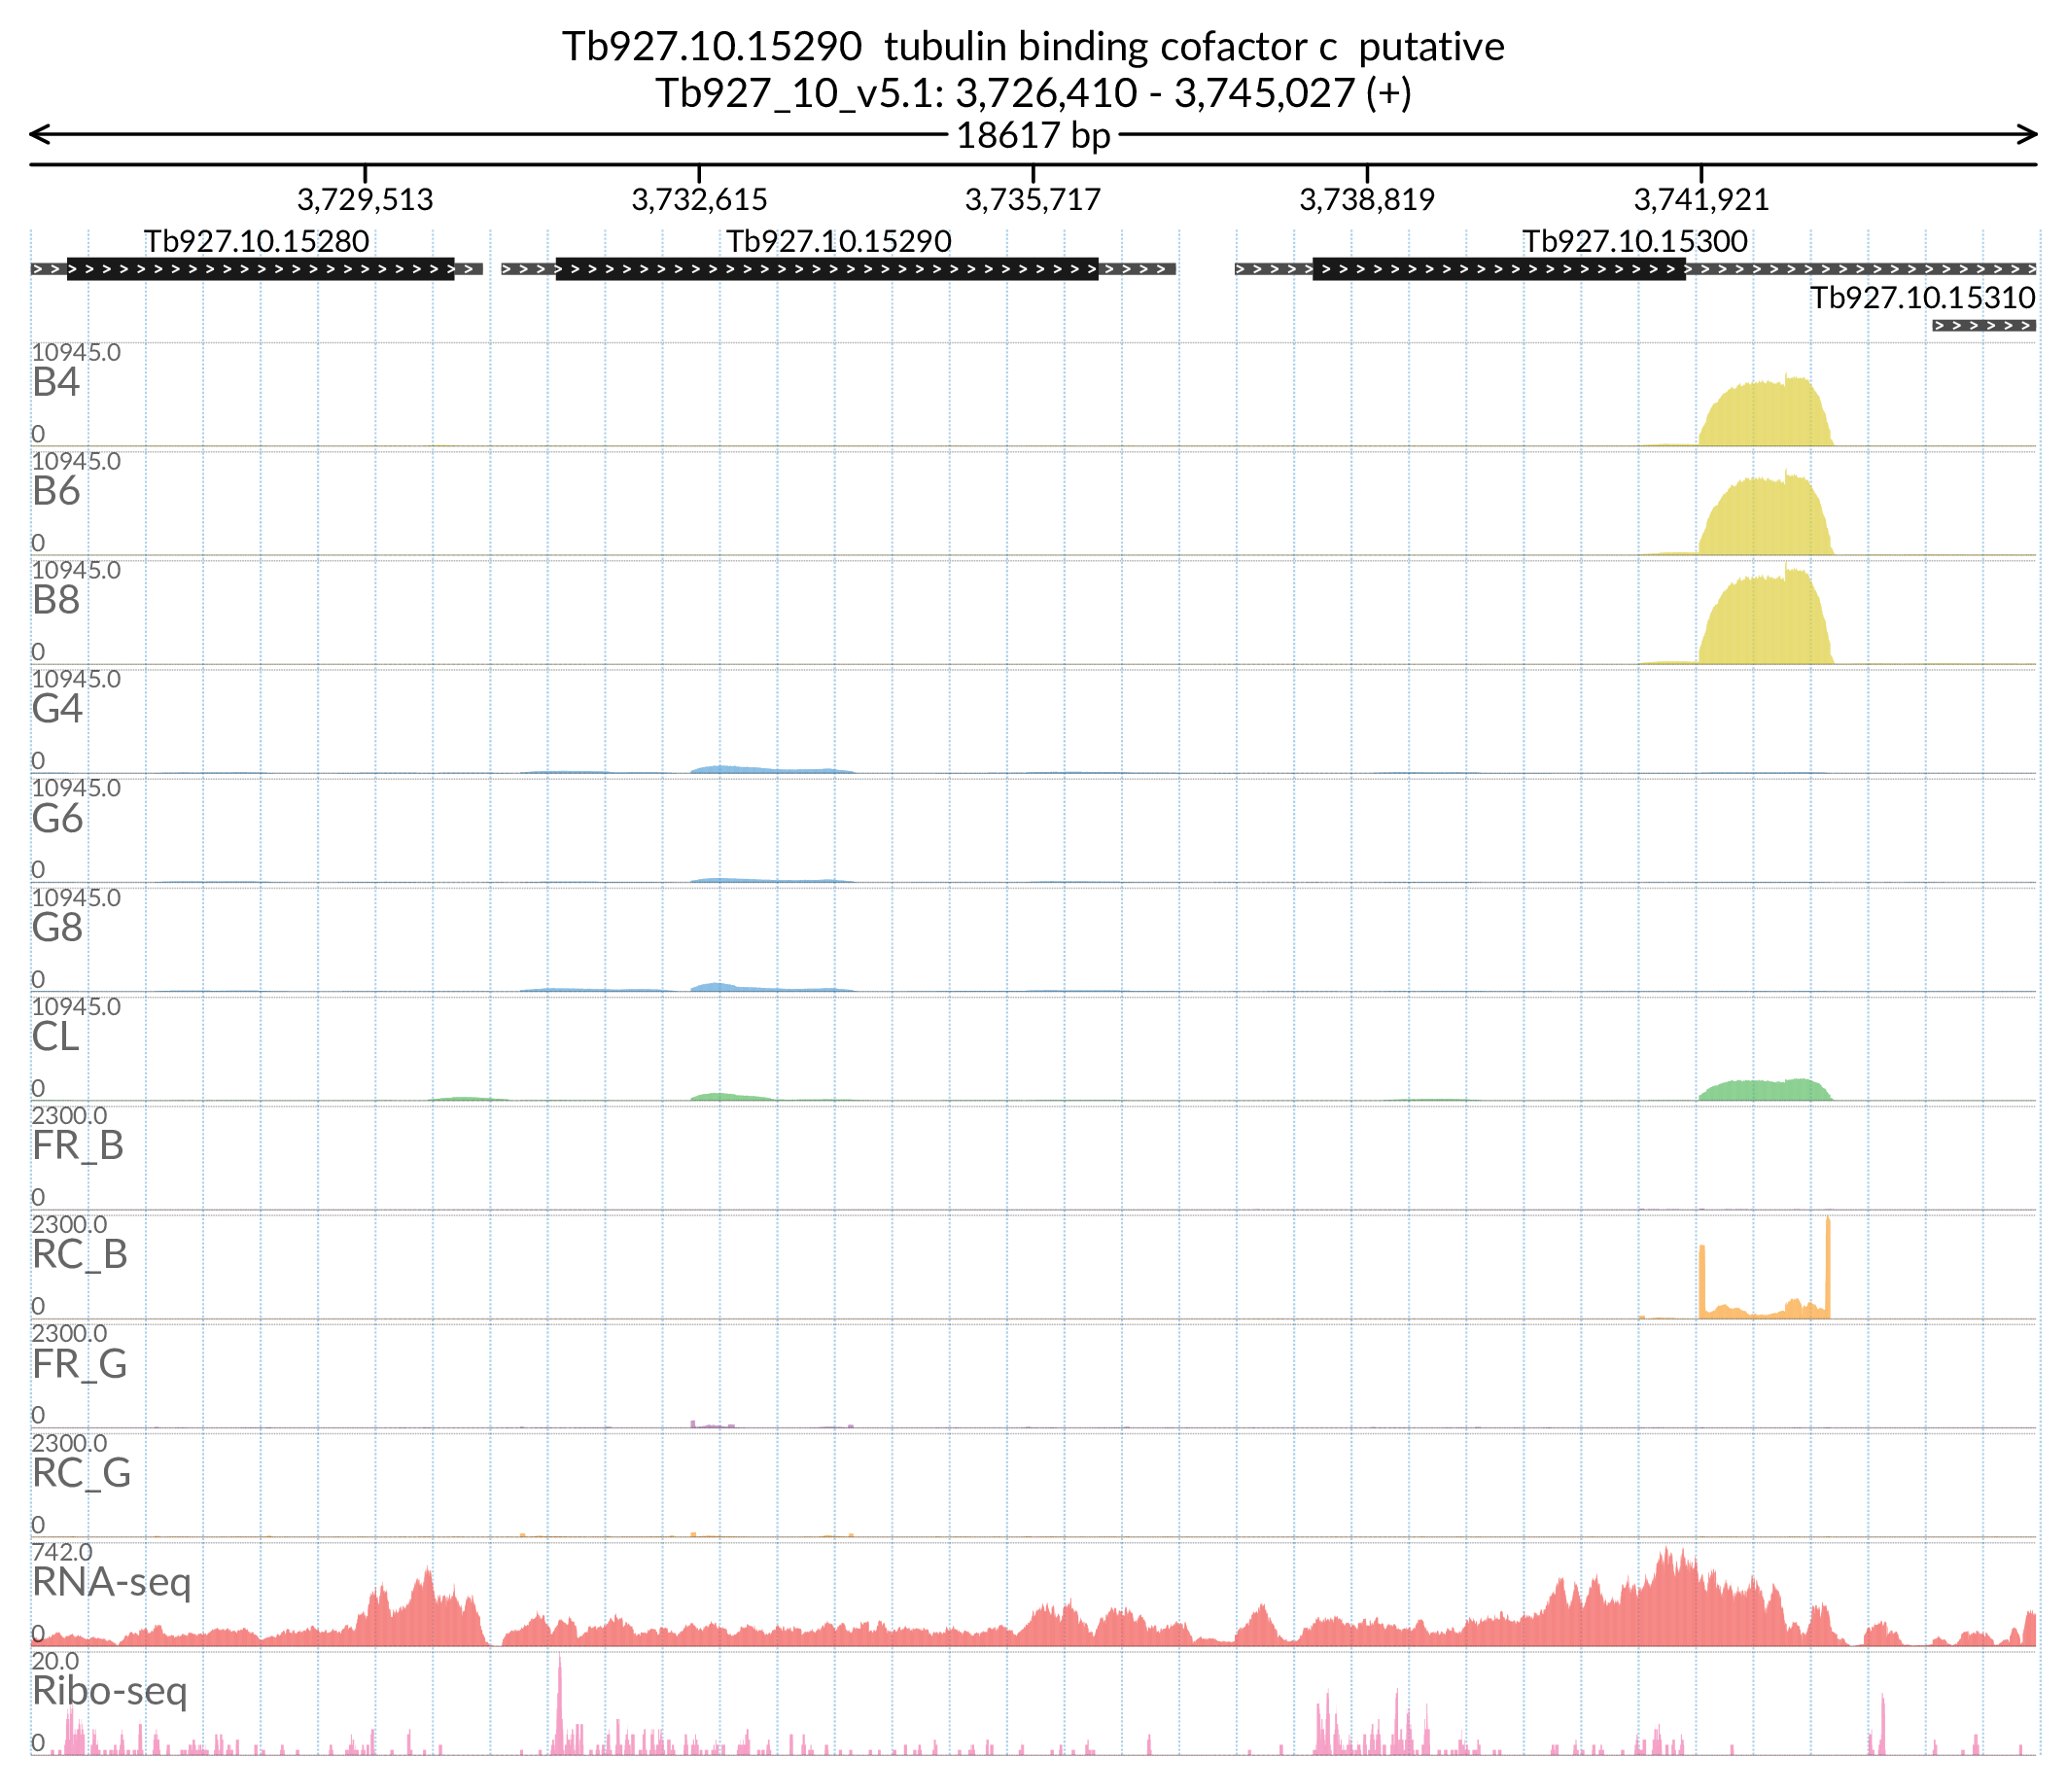 Tb927.10.15290 tubulin binding cofactor c putative
Tb927_10_v5.1: 3,726,410 - 3,745,027 (+)
18617 bp
3,729,513 3,732,615 3,735,717 3,738,819 3,741,921
Tb927.10.15280 Tb927.10.15290 Tb927.10.15300
Tb927.10.15310
10945.0
B4
0
10945.0
B6
0
10945.0
B8
0
10945.0
G4
0
10945.0
G6
0
10945.0
G8
0
10945.0
CL
0
2300.0
FR_B
0
2300.0
RC_B
0
2300.0
FR_G
0
2300.0
RC_G
0
742.0
RNA-seq
0
20.0
Ribo-seq
0